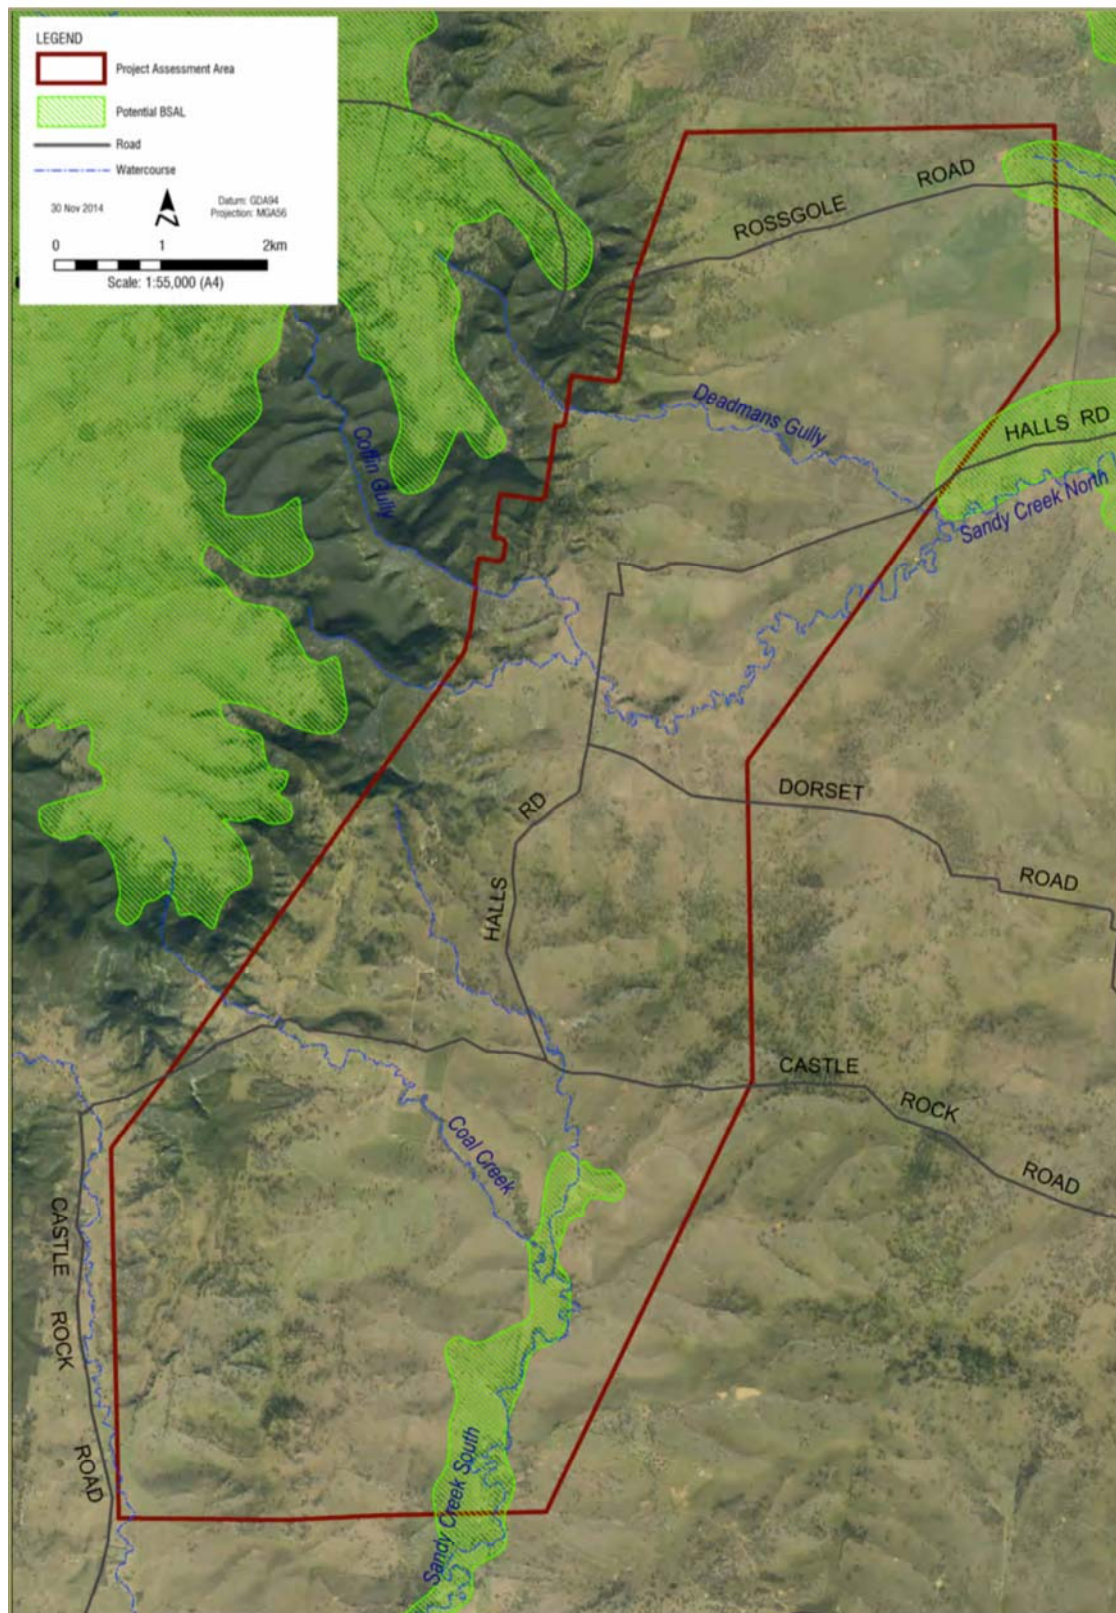 LEGEND
Project Assessment Area
Potential BSAL
Road
Watercourse
30 Nov 2014
N
Datum: GDA94
Projection: MGA56
0 1 2km
Scale: 1:55,000 (A4)
ROSSGOLE ROAD
Deadmans Gully
HALLS RD
Coffin Gully
Sandy Creek North
DORSET
ROAD
RD
HALLS
CASTLE
ROCK
ROAD
Coal Creek
CASTLE
ROCK
ROAD
Sandy Creek South